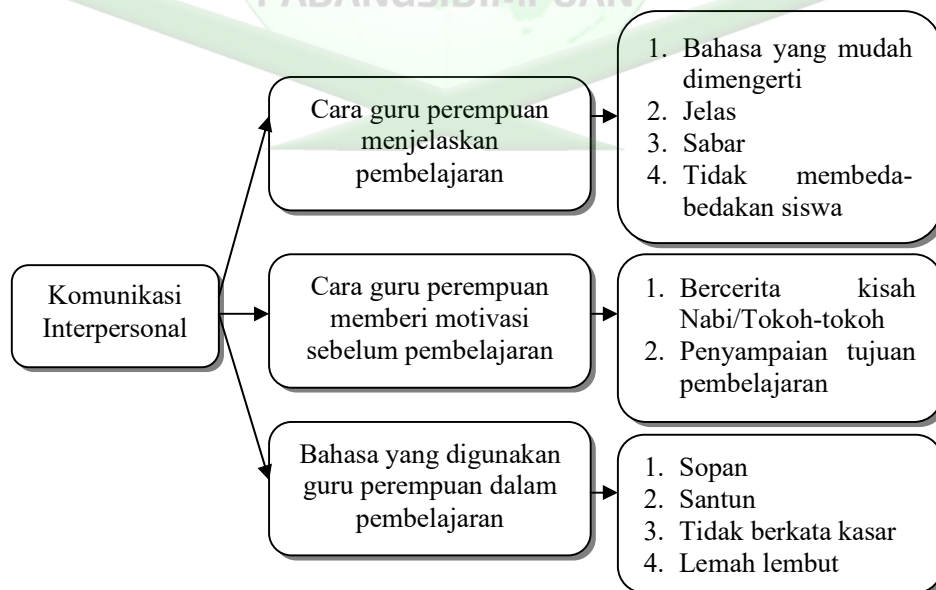 PADANGSIDIMPUAN
Komunikasi
Interpersonal
Cara guru perempuan
menjelaskan
pembelajaran
1. Bahasa yang mudah
dimengerti
2. Jelas
3. Sabar
4. Tidak membeda-
bedakan siswa
Cara guru perempuan
memberi motivasi
sebelum pembelajaran
1. Bercerita kisah
Nabi/Tokoh-tokoh
2. Penyampaian tujuan
pembelajaran
Bahasa yang digunakan
guru perempuan dalam
pembelajaran
1. Sopan
2. Santun
3. Tidak berkata kasar
4. Lemah lembut